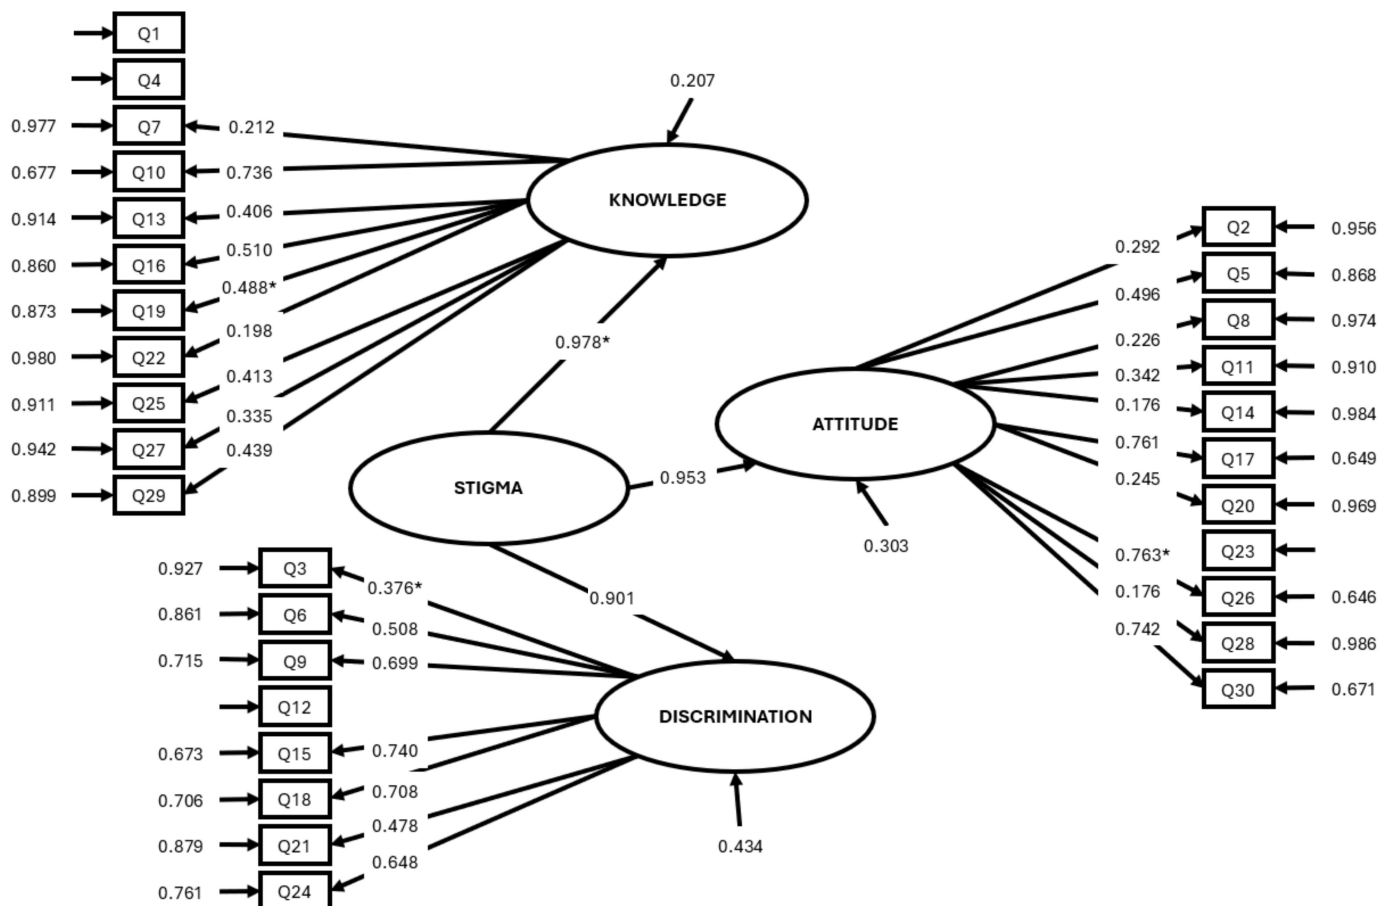 Q1
Q4
0.977 Q7 0.212
0.677 Q10 0.736
0.914 Q13 0.406
0.860 Q16 0.510
0.873 Q19 0.488*
0.980 Q22 0.198
0.911 Q25 0.413
0.942 Q27 0.335
0.899 Q29 0.439
0.207
KNOWLEDGE
0.978*
STIGMA
0.953
0.901
ATTITUDE
0.303
0.292 Q2 0.956
0.496 Q5 0.868
0.226 Q8 0.974
0.342 Q11 0.910
0.176 Q14 0.984
0.761 Q17 0.649
0.245 Q20 0.969
Q23
0.763* Q26 0.646
0.176 Q28 0.986
0.742 Q30 0.671
0.927 Q3 0.376*
0.861 Q6 0.508
0.715 Q9 0.699
Q12
0.673 Q15 0.740
0.706 Q18 0.708
0.879 Q21 0.478
0.761 Q24 0.648
DISCRIMINATION
0.434